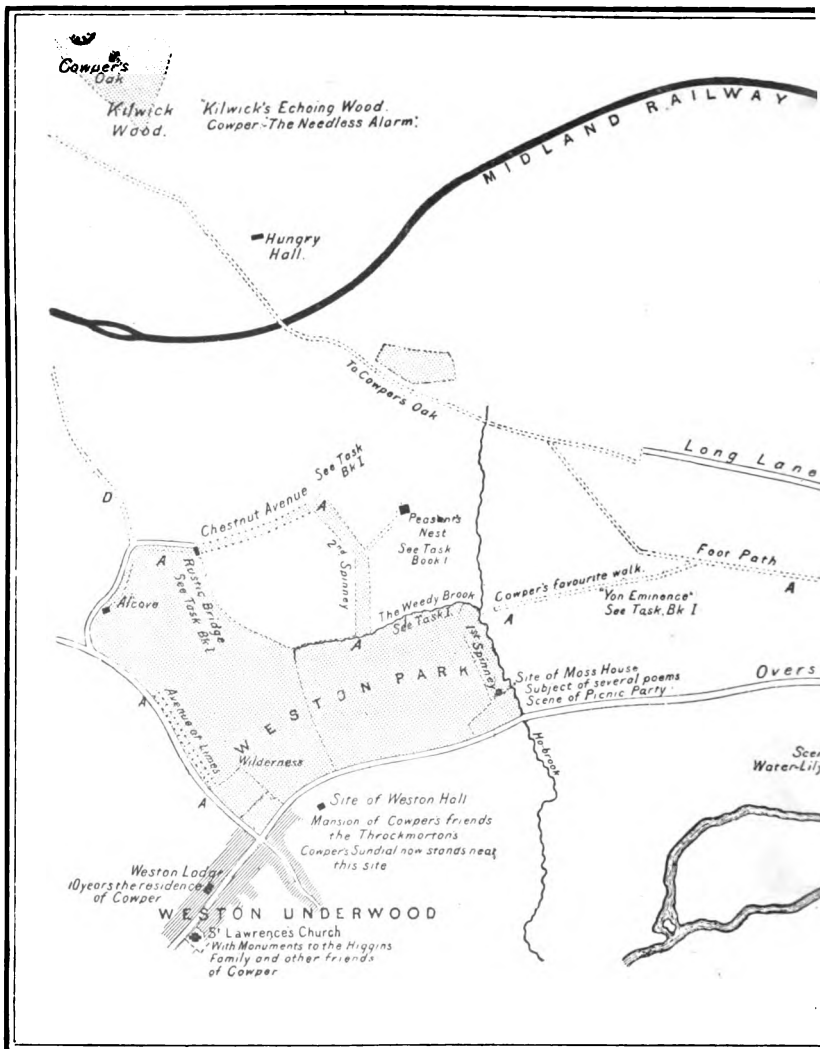 Cowper's
Oak
Kilwick
Wood.
"Kilwick's Echoing Wood.
Cowper-"The Needless Alarm".
MIDLAND RAILWAY
Hungry
Hall.
To Cowpers Oak
Long Lane
D
Chestnut Avenue
See Task
Bk I
A
Peasant's
Nest
See Task
Book I
2nd Spinney
A
Rustic Bridge
See Task Bk I
Alcove
Foot Path
A
Cowper's favourite walk.
"Yon Eminence"
See Task, Bk I
A
The Weedy Brook
See Task I.
A
1st Spinney
WESTON PARK
Site of Moss House
Subject of several poems
Scene of Picnic Party
Overs
A
Avenue of Limes
Wilderness
A
Ho-brook
Scen
Water-Lily
Site of Weston Hall
Mansion of Cowper's friends
the Throckmortons
Cowper's Sundial now stands near
this site
Weston Lodge
10 years the residence
of Cowper
WESTON UNDERWOOD
St Lawrence's Church
With Monuments to the Higgins
Family and other friends
of Cowper